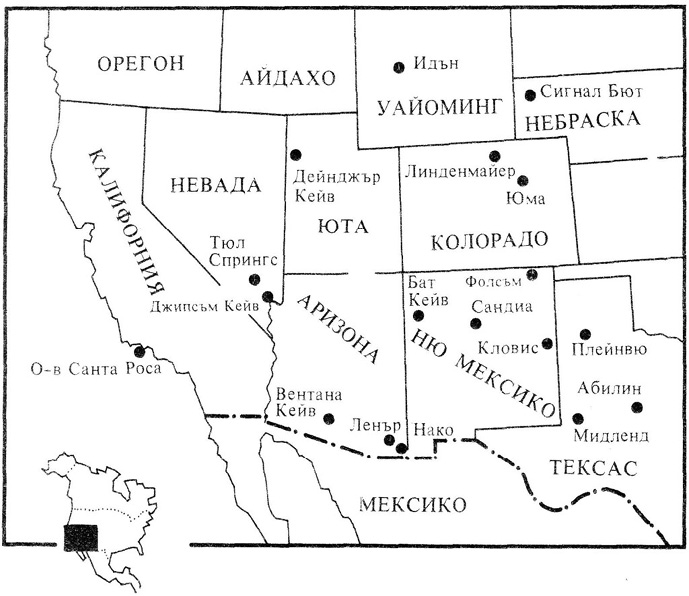 ОРЕГОН
АЙДАХО
Идън
УАЙОМИНГ
Сигнал Бют
НЕБРАСКА
КАЛИФОРНИЯ
НЕВАДА
Дейнджър
Кейв
ЮТА
Линденмайер
Юма
КОЛОРАДО
Тюл
Спрингс
Джипсъм Кейв
АРИЗОНА
Бат
Кейв
Фолсъм
Сандиа
Кловис
НЮ МЕКСИКО
Плейнвю
Абилин
Мидленд
ТЕКСАС
О-в Санта Роса
Вентана
Кейв
Ленър
Нако
МЕКСИКО